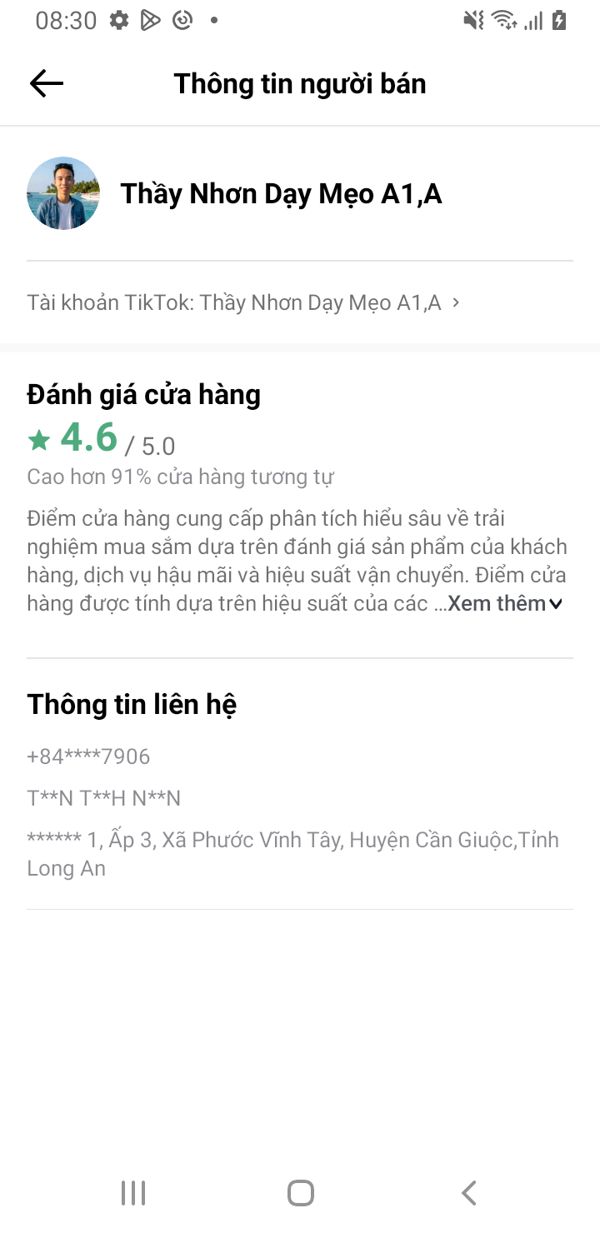 08:30
Thông tin người bán
Thầy Nhơn Dạy Mẹo A1,A
Tài khoản TikTok: Thầy Nhơn Dạy Mẹo A1,A
Đánh giá cửa hàng
4.6 / 5.0
Cao hơn 91% cửa hàng tương tự
Điểm cửa hàng cung cấp phân tích hiểu sâu về trải
nghiệm mua sắm dựa trên đánh giá sản phẩm của khách
hàng, dịch vụ hậu mãi và hiệu suất vận chuyển. Điểm cửa
hàng được tính dựa trên hiệu suất của các ...Xem thêm
Thông tin liên hệ
+84****7906
T**N T**H N**N
****** 1, Ấp 3, Xã Phước Vĩnh Tây, Huyện Cần Giuộc,Tỉnh
Long An